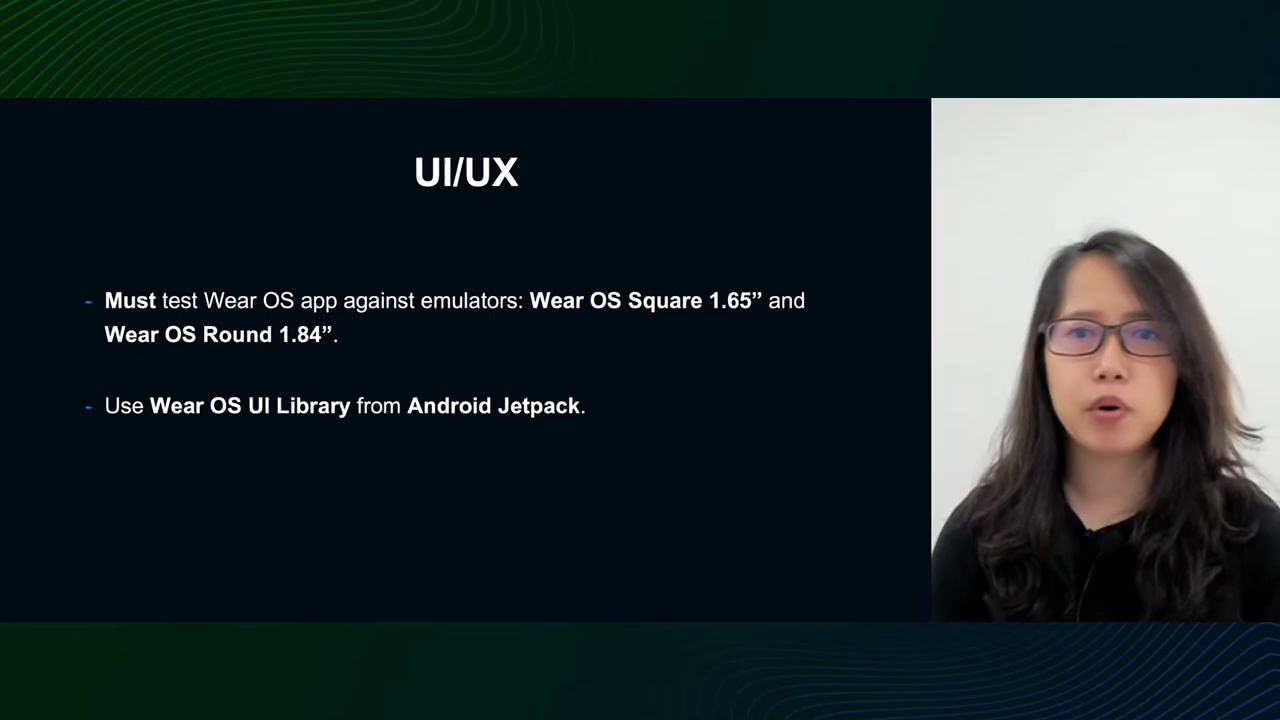 UI/UX
- Must test Wear OS app against emulators: Wear OS Square 1.65” and
Wear OS Round 1.84”.
- Use Wear OS UI Library from Android Jetpack.